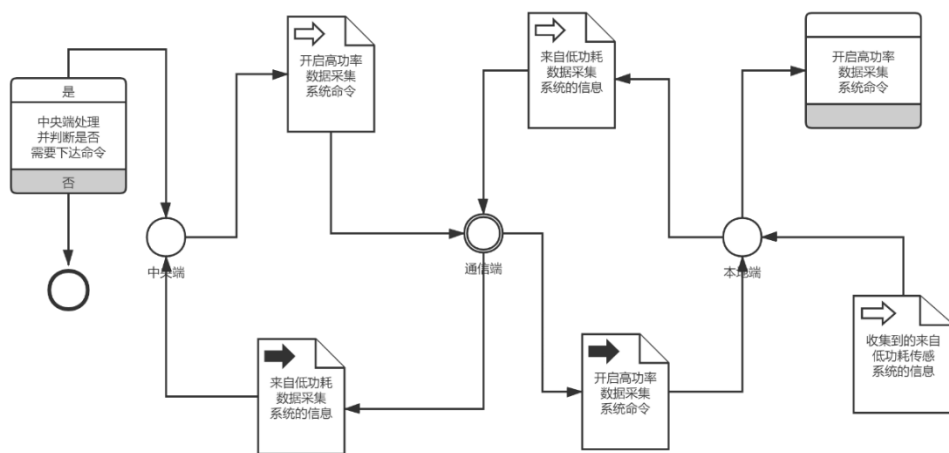 是
中央端处理
并判断是否
需要下达命令
否
中央端
开启高功率
数据采集
系统命令
来自低功耗
数据采集
系统的信息
来自低功耗
数据采集
系统的信息
通信端
开启高功率
数据采集
系统命令
本地端
开启高功率
数据采集
系统命令
收集到的来自
低功耗传感
系统的信息